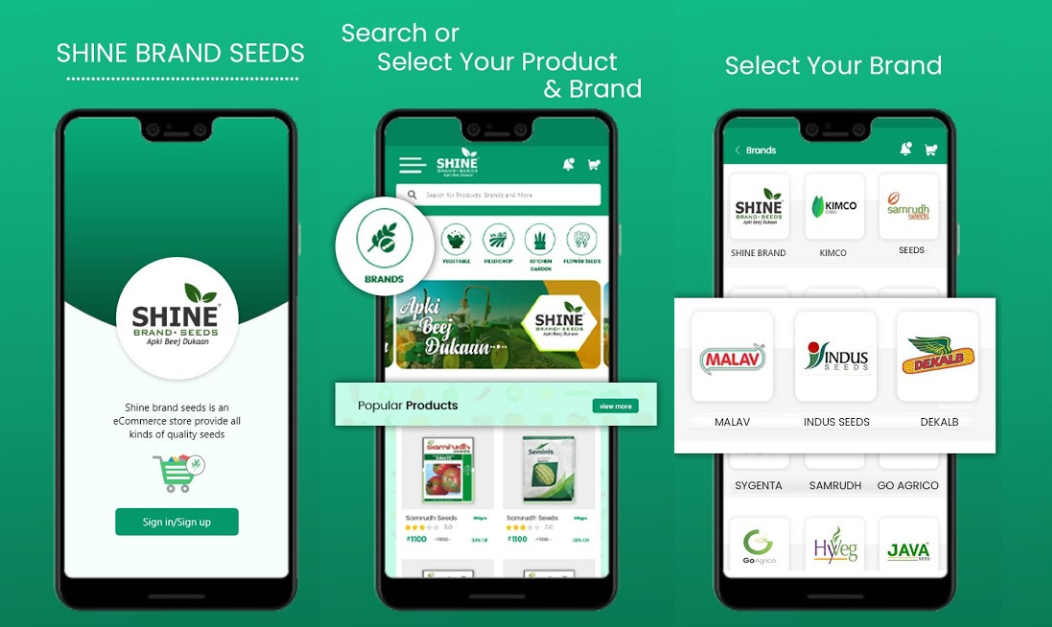 SHINE BRAND SEEDS
SHINE
BRAND • SEEDS
Apki Beej Dukaan
Shine brand seeds is an
eCommerce store provide all
kinds of quality seeds
Sign in/Sign up
Search or
Select Your Product
& Brand
SHINE
BRAND • SEEDS
Apki Beej Dukaan
Search for Products, Brands and More
BRANDS
VEGETABLE
FIELD CROP
KITCHEN
GARDEN
FLOWER SEEDS
Apki
Beej
Dukaan....
SHINE
BRAND • SEEDS
Apki Beej Dukaan
Popular Products
view more
Samrudh
Seminis
Samrudh Seeds
3.0
₹1100
Samrudh Seeds
3.0
₹1100
Select Your Brand
Brands
SHINE
BRAND • SEEDS
Apki Beej Dukaan
KIMCO
SEEDS
samrudh
seeds
SHINE BRAND
KIMCO
SEEDS
MALAV
INDUS
SEEDS
DEKALB
MALAV
INDUS SEEDS
DEKALB
SYGENTA
SAMRUDH
GO AGRICO
GoAgrico
HyVeg
JAVA
SEED